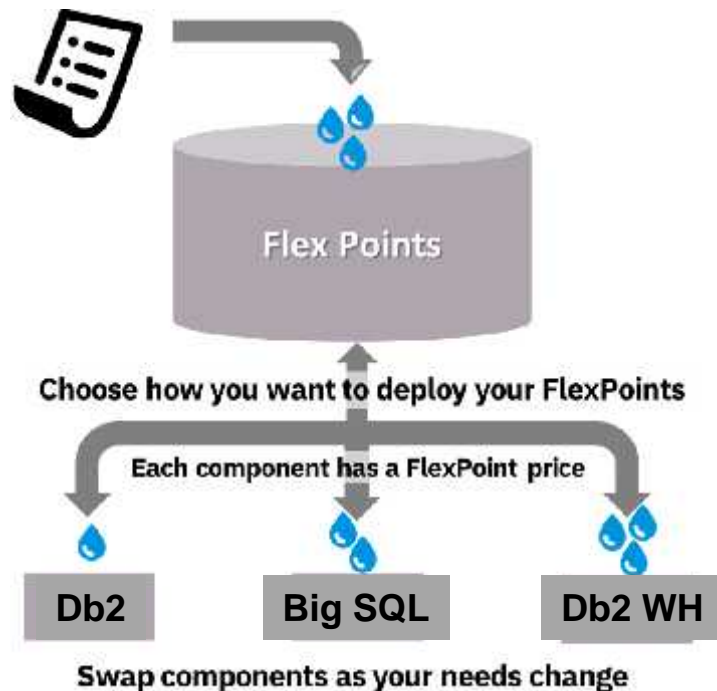 Flex Points
Choose how you want to deploy your FlexPoints
Each component has a FlexPoint price
Db2
Big SQL
Db2 WH
Swap components as your needs change